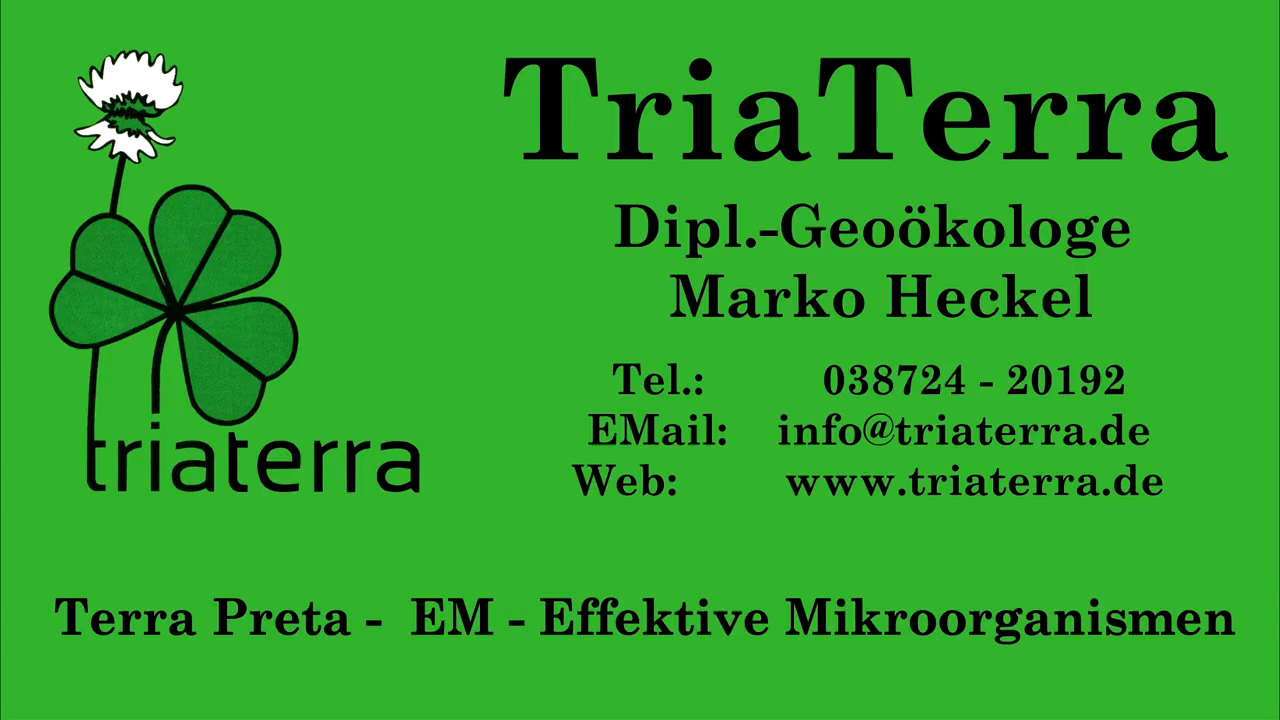 TriaTerra
Dipl.-Geoökologe
Marko Heckel
Tel.: 038724 - 20192
EMail: info@triaterra.de
Web: www.triaterra.de
triaterra
Terra Preta - EM - Effektive Mikroorganismen